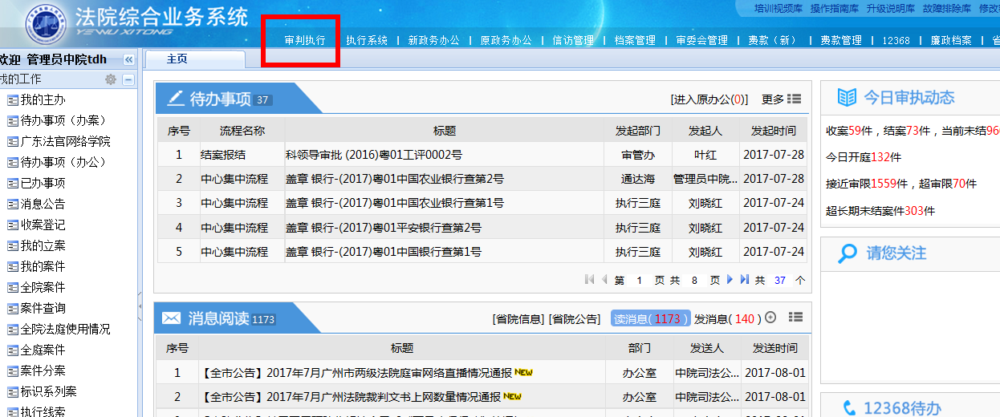 培训视频库 操作指南库 升级说明库 故障排除库 修改
法院综合业务系统
YEWU XITONG
审判执行 执行系统 新政务办公 原政务办公 信访管理 档案管理 审委会管理 费款（新） 费款管理 12368 廉政档案 省
欢迎 管理员中院tdh
主页
我的工作
我的主办
待办事项（办案）
广东法官网络学院
待办事项（办公）
已办事项
消息公告
收案登记
我的立案
我的案件
全院案件
案件查询
全院法庭使用情况
全庭案件
案件分案
标识系列案
执行线索
待办事项 37
[进入原办公(0)] 更多
序号 流程名称 标题 发起部门 发起人 发起时间
1 结案报结 科领导审批 (2016)粤01工评0002号 审管办 叶红 2017-07-28
2 中心集中流程 盖章 银行-(2017)粤01中国农业银行查第2号 通达海 管理员中院... 2017-07-28
3 中心集中流程 盖章 银行-(2017)粤01中国农业银行查第1号 执行三庭 刘晓红 2017-07-24
4 中心集中流程 盖章 银行-(2017)粤01平安银行查第2号 执行三庭 刘晓红 2017-07-24
5 中心集中流程 盖章 银行-(2017)粤01中国银行查第1号 执行三庭 刘晓红 2017-07-24
第 1 页 共 8 页 共 37 个
消息阅读 1173
[省院信息] [省院公告] 读消息( 1173 ) 发消息( 140 )
序号 标题 部门 发送人 发送时间
1 【全市公告】2017年7月广州市两级法院庭审网络直播情况通报 NEW 办公室 中院司法公... 2017-08-01
2 【全市公告】2017年7月广州法院裁判文书上网数量情况通报 NEW 办公室 中院司法公... 2017-08-01
今日审执动态
收案59件，结案73件，当前未结96
今日开庭132件
接近审限1559件，超审限70件
超长期未结案件303件
请您关注
12368待办